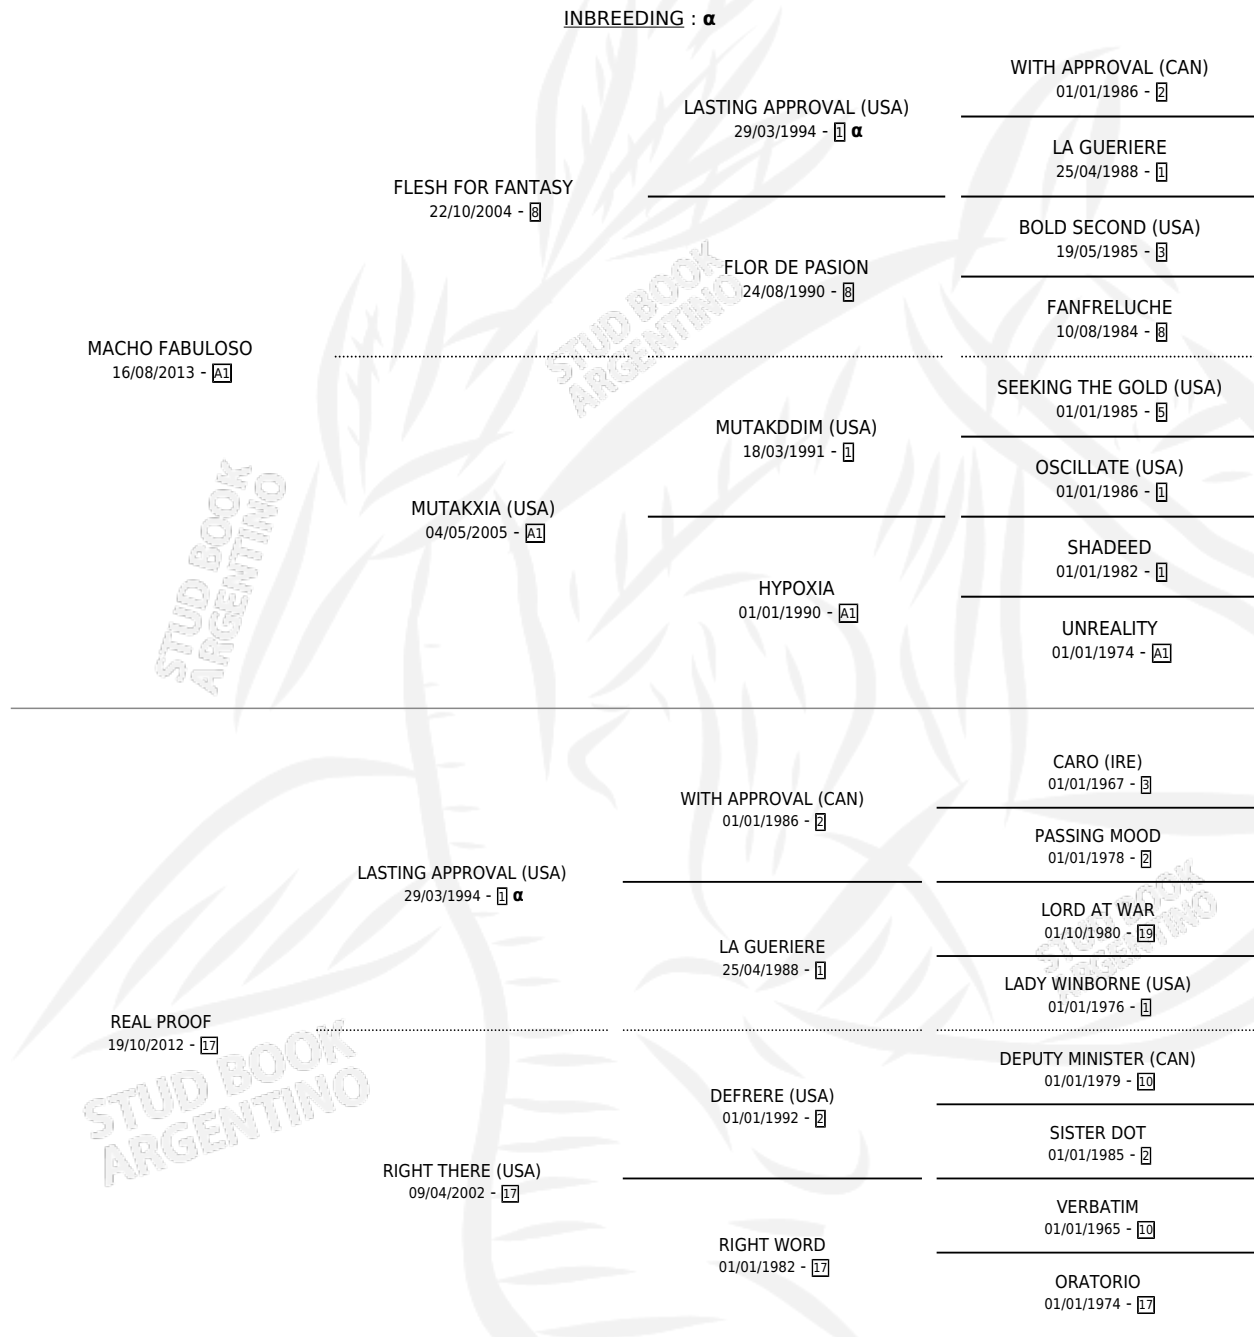 INBREEDING : α
WITH APPROVAL (CAN)
01/01/1986 - 2
LASTING APPROVAL (USA)
29/03/1994 - 1 α
LA GUERIERE
25/04/1988 - 1
FLESH FOR FANTASY
22/10/2004 - 8
BOLD SECOND (USA)
19/05/1985 - 3
FLOR DE PASION
24/08/1990 - 8
FANFRELUCHE
10/08/1984 - 8
MACHO FABULOSO
16/08/2013 - A1
SEEKING THE GOLD (USA)
01/01/1985 - 5
MUTAKDDIM (USA)
18/03/1991 - 1
OSCILLATE (USA)
01/01/1986 - 1
MUTAKXIA (USA)
04/05/2005 - A1
SHADEED
01/01/1982 - 1
HYPOXIA
01/01/1990 - A1
UNREALITY
01/01/1974 - A1
CARO (IRE)
01/01/1967 - 3
WITH APPROVAL (CAN)
01/01/1986 - 2
PASSING MOOD
01/01/1978 - 2
LASTING APPROVAL (USA)
29/03/1994 - 1 α
LORD AT WAR
01/10/1980 - 19
LA GUERIERE
25/04/1988 - 1
LADY WINBORNE (USA)
01/01/1976 - 1
REAL PROOF
19/10/2012 - 17
DEPUTY MINISTER (CAN)
01/01/1979 - 10
DEFRERE (USA)
01/01/1992 - 2
SISTER DOT
01/01/1985 - 2
RIGHT THERE (USA)
09/04/2002 - 17
VERBATIM
01/01/1965 - 10
RIGHT WORD
01/01/1982 - 17
ORATORIO
01/01/1974 - 17
STUD BOOK
ARGENTINO
STUD BOOK
ARGENTINO
STUD BOOK
ARGENTINO
STUD BOOK
ARGENTINO